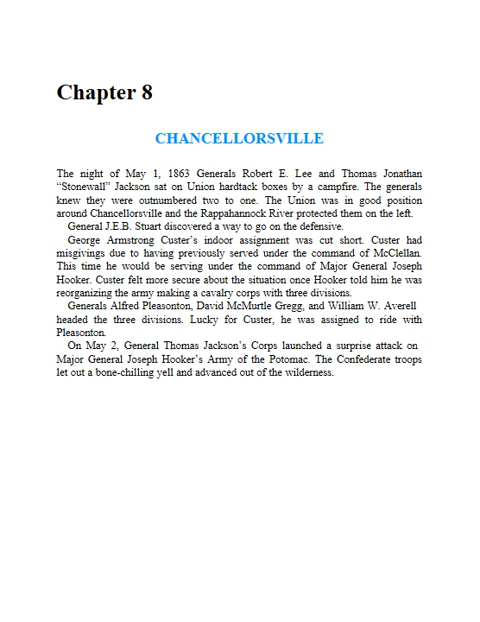 Chapter 8
CHANCELLORSVILLE
The night of May 1, 1863 Generals Robert E. Lee and Thomas Jonathan
“Stonewall” Jackson sat on Union hardtack boxes by a campfire. The generals
knew they were outnumbered two to one. The Union was in good position
around Chancellorsville and the Rappahannock River protected them on the left.
General J.E.B. Stuart discovered a way to go on the defensive.
George Armstrong Custer’s indoor assignment was cut short. Custer had
misgivings due to having previously served under the command of McClellan.
This time he would be serving under the command of Major General Joseph
Hooker. Custer felt more secure about the situation once Hooker told him he was
reorganizing the army making a cavalry corps with three divisions.
Generals Alfred Pleasonton, David McMurtle Gregg, and William W. Averell
headed the three divisions. Lucky for Custer, he was assigned to ride with
Pleasonton.
On May 2, General Thomas Jackson’s Corps launched a surprise attack on
Major General Joseph Hooker’s Army of the Potomac. The Confederate troops
let out a bone-chilling yell and advanced out of the wilderness.